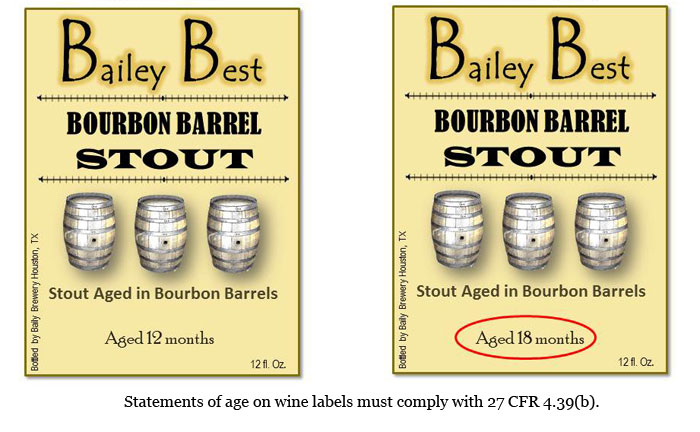 Bailey Best
BOURBON BARREL
STOUT
Stout Aged in Bourbon Barrels
Aged 12 months
Bottled by Baily Brewery Houston, TX
12 fl. Oz.
Bailey Best
BOURBON BARREL
STOUT
Stout Aged in Bourbon Barrels
Aged 18 months
Bottled by Baily Brewery Houston, TX
12 fl. Oz.
Statements of age on wine labels must comply with 27 CFR 4.39(b).